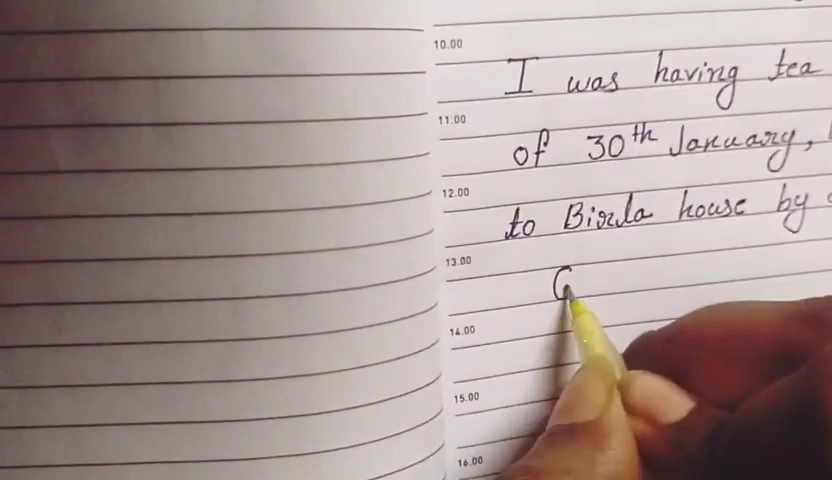 10.00
I was having tea
11.00
of 30th January,
12.00
to Birla house by
13.00
14.00
15.00
16.00